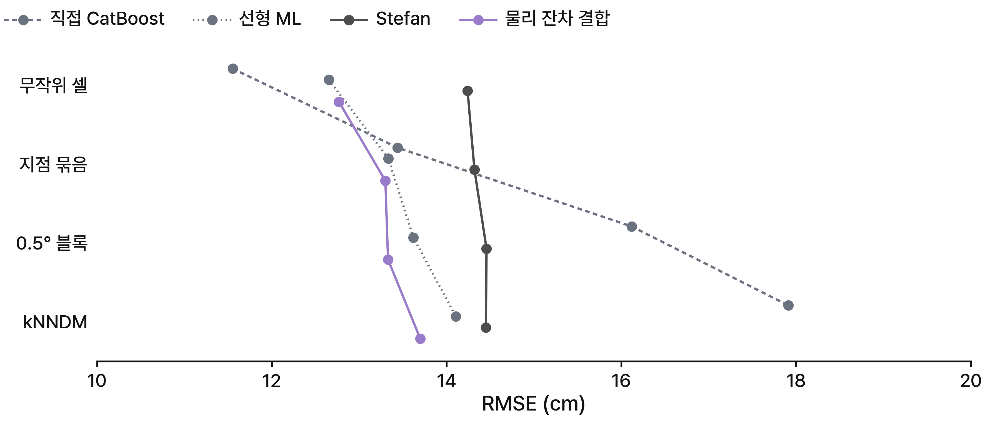 직접 CatBoost 선형 ML Stefan 물리 잔차 결합
무작위 셀
지점 묶음
0.5° 블록
kNNDM
10 12 14 16 18 20
RMSE (cm)